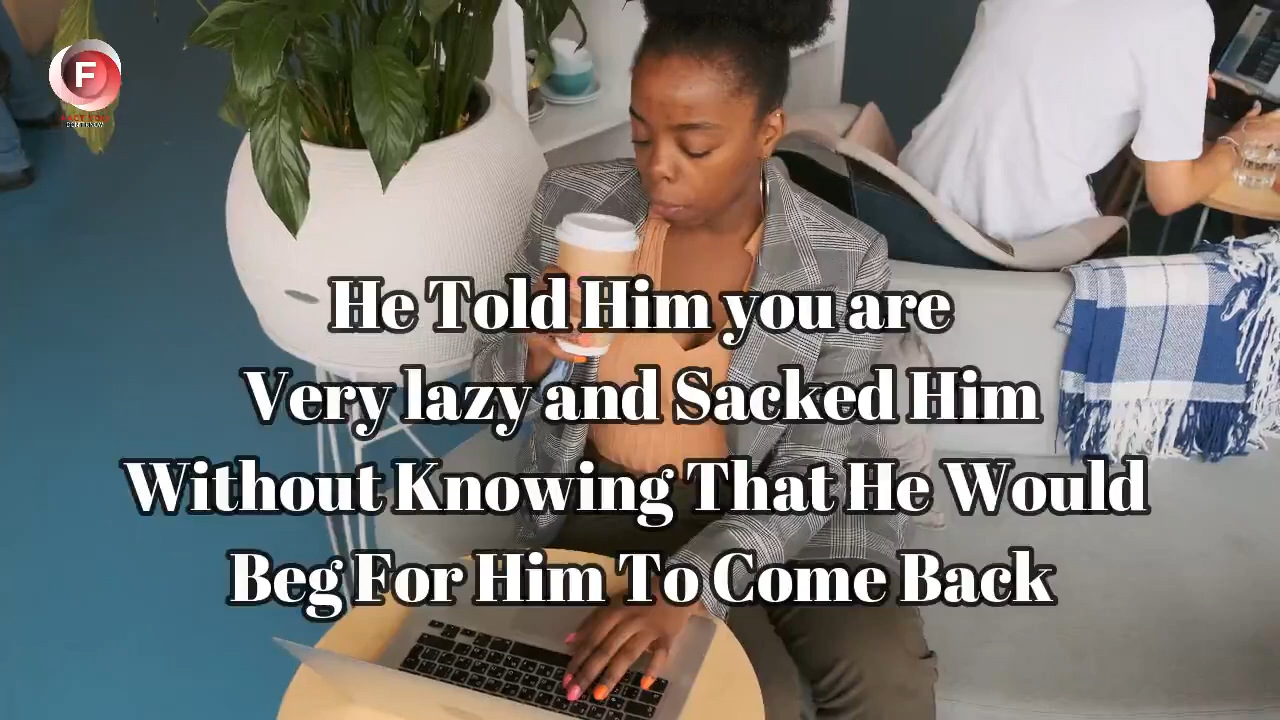 F
He Told Him you are
Very lazy and Sacked Him
Without Knowing That He Would
Beg For Him To Come Back